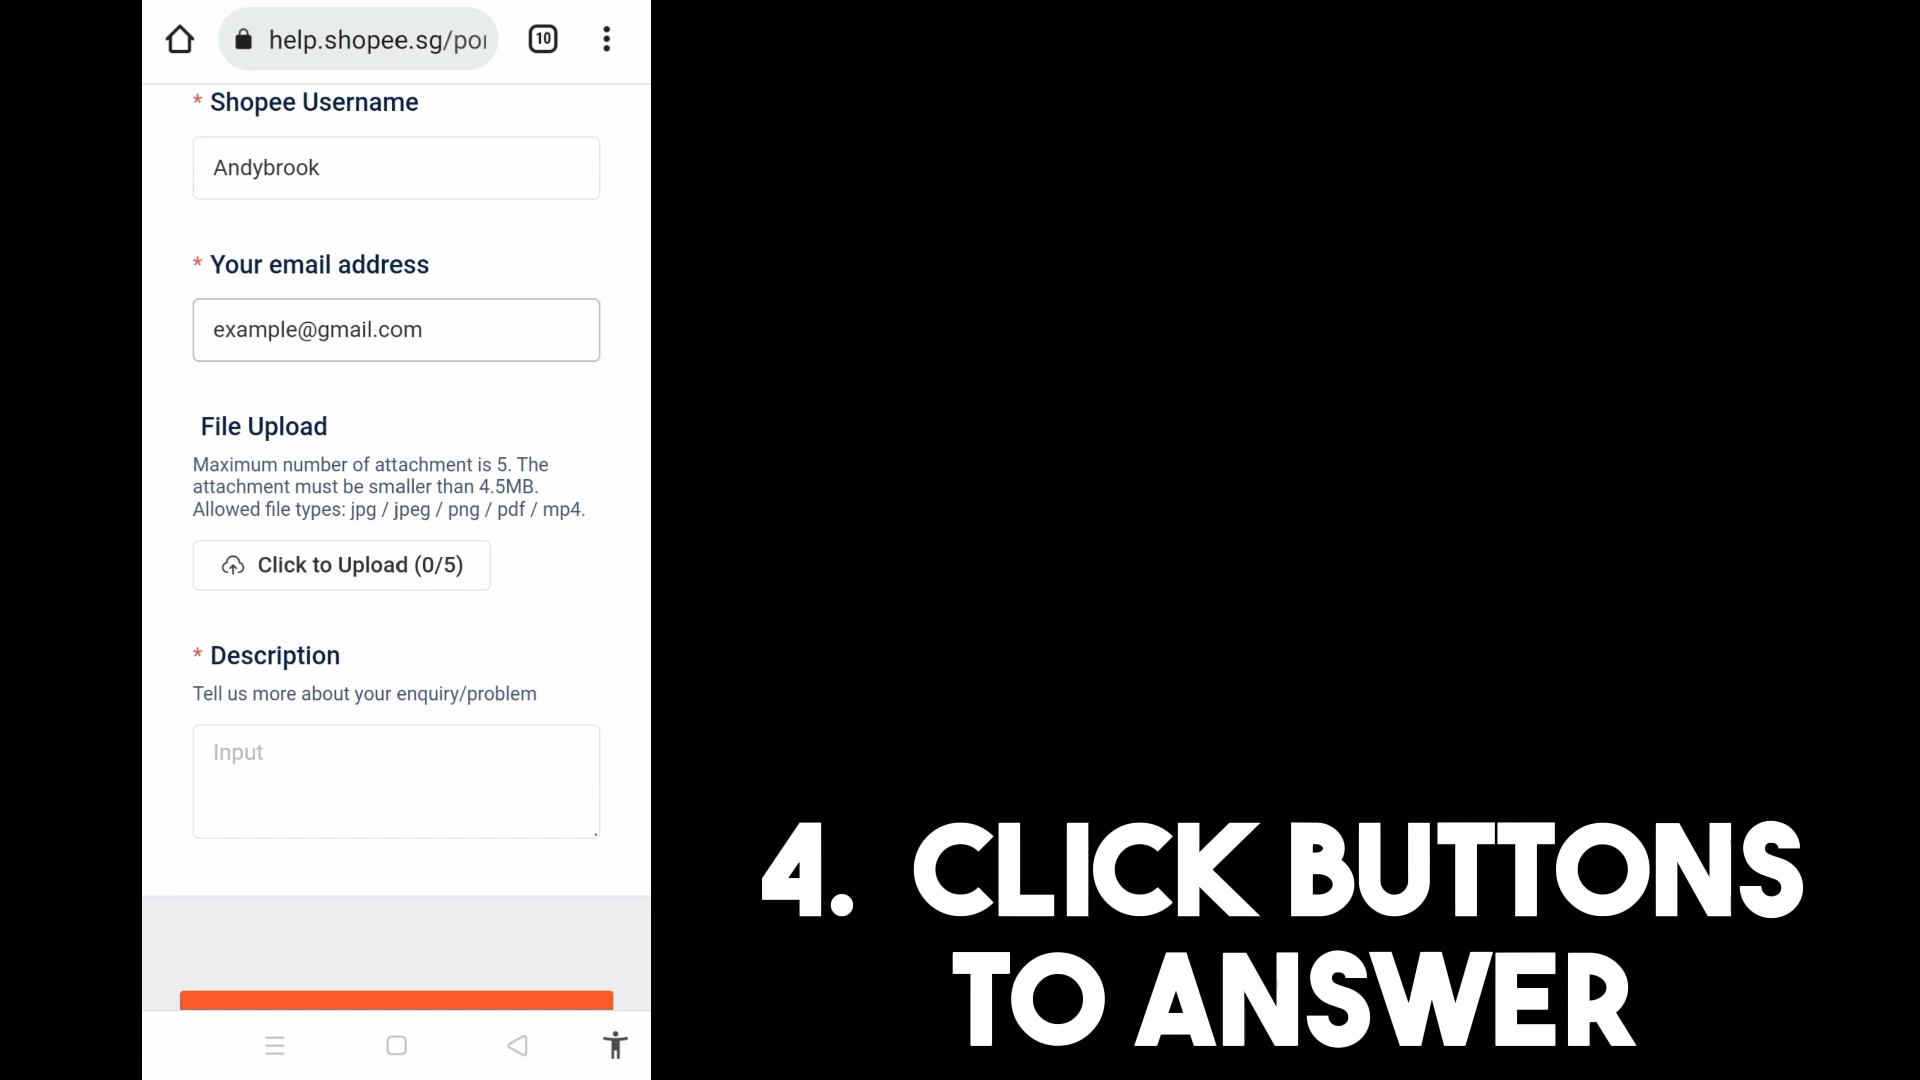 help.shopee.sg/por
10
* Shopee Username
Andybrook
* Your email address
example@gmail.com
File Upload
Maximum number of attachment is 5. The
attachment must be smaller than 4.5MB.
Allowed file types: jpg / jpeg / png / pdf / mp4.
Click to Upload (0/5)
* Description
Tell us more about your enquiry/problem
Input
4. CLICK BUTTONS
TO ANSWER